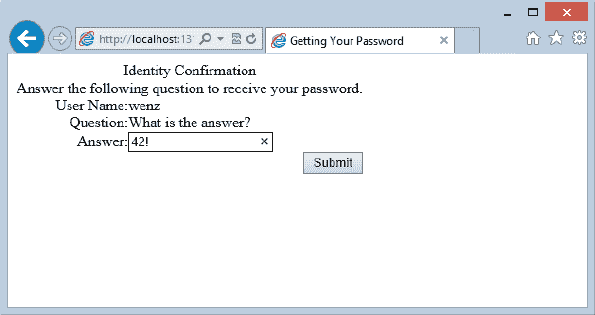 http://localhost:13
Getting Your Password
Identity Confirmation
Answer the following question to receive your password.
User Name:wenz
Question:What is the answer?
Answer:42!
Submit